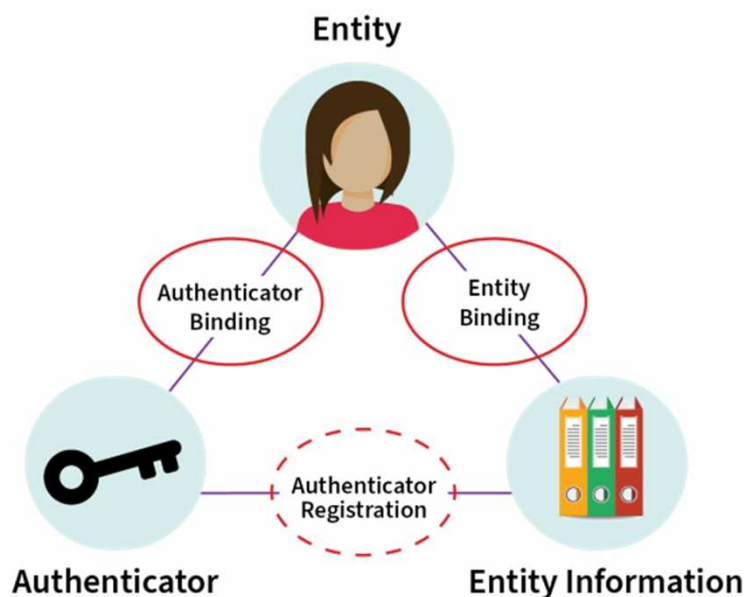 Entity
Authenticator
Binding
Entity
Binding
Authenticator
Registration
Authenticator
Entity Information